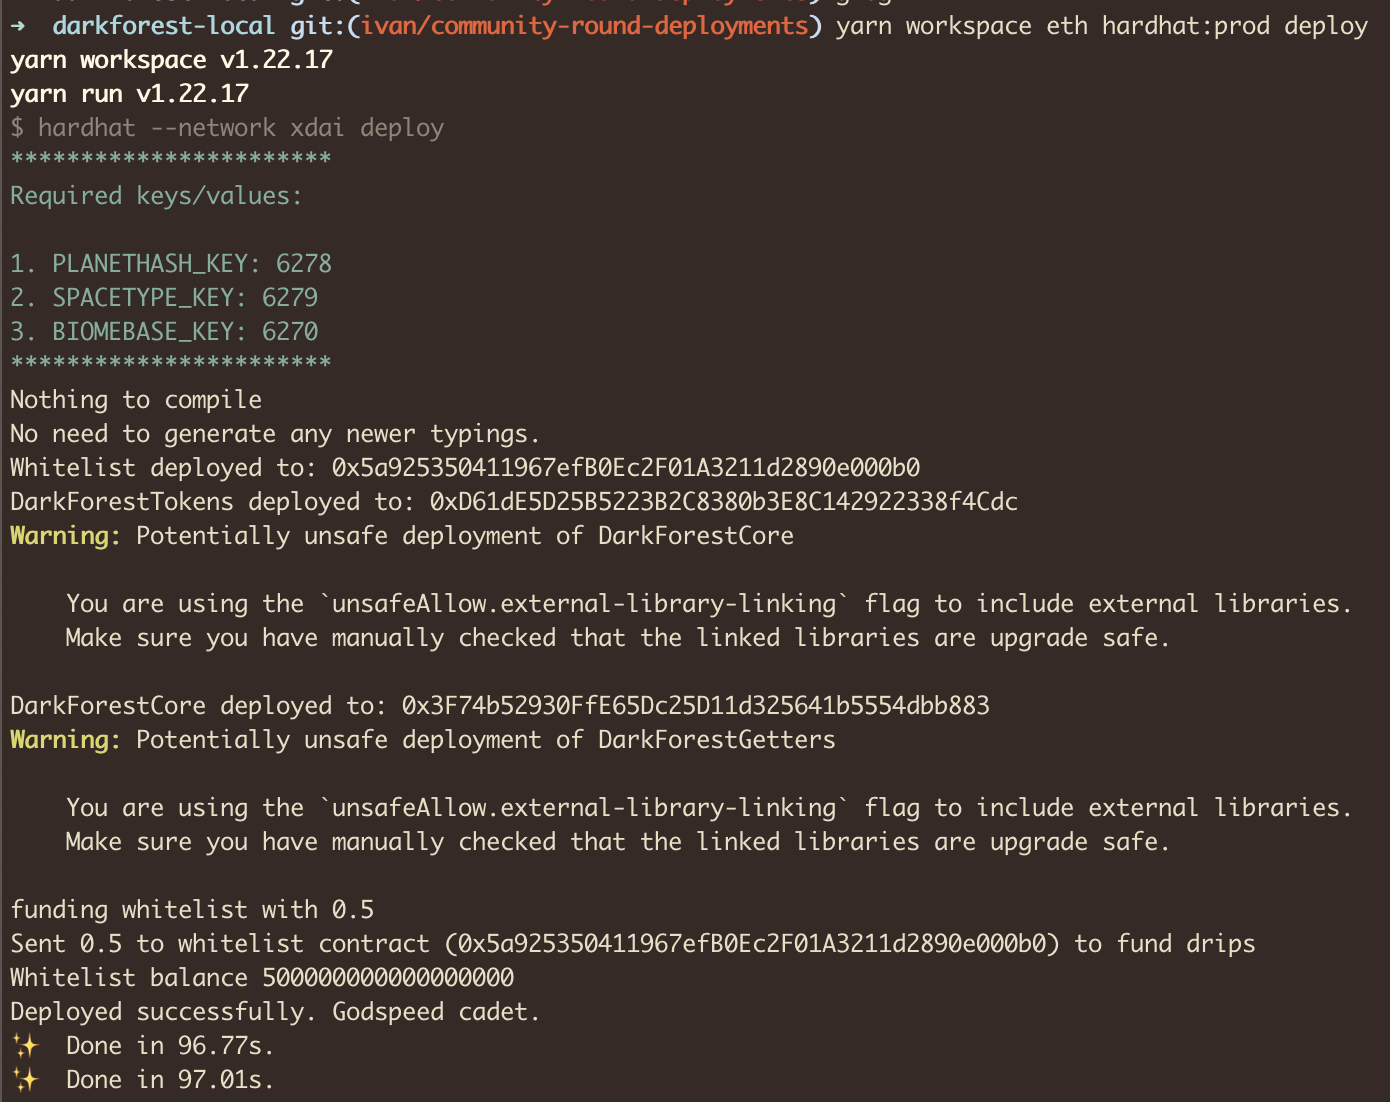 ➜  darkforest-local git:(ivan/community-round-deployments) yarn workspace eth hardhat:prod deploy
yarn workspace v1.22.17
yarn run v1.22.17
$ hardhat --network xdai deploy
***********************
Required keys/values:
1. PLANETHASH_KEY: 6278
2. SPACETYPE_KEY: 6279
3. BIOMEBASE_KEY: 6270
***********************
Nothing to compile
No need to generate any newer typings.
Whitelist deployed to: 0x5a925350411967efB0Ec2F01A3211d2890e000b0
DarkForestTokens deployed to: 0xD61dE5D25B5223B2C8380b3E8C142922338f4Cdc
Warning: Potentially unsafe deployment of DarkForestCore
You are using the `unsafeAllow.external-library-linking` flag to include external libraries.
Make sure you have manually checked that the linked libraries are upgrade safe.
DarkForestCore deployed to: 0x3F74b52930FfE65Dc25D11d325641b5554dbb883
Warning: Potentially unsafe deployment of DarkForestGetters
You are using the `unsafeAllow.external-library-linking` flag to include external libraries.
Make sure you have manually checked that the linked libraries are upgrade safe.
funding whitelist with 0.5
Sent 0.5 to whitelist contract (0x5a925350411967efB0Ec2F01A3211d2890e000b0) to fund drips
Whitelist balance 500000000000000000
Deployed successfully. Godspeed cadet.
✨  Done in 96.77s.
✨  Done in 97.01s.